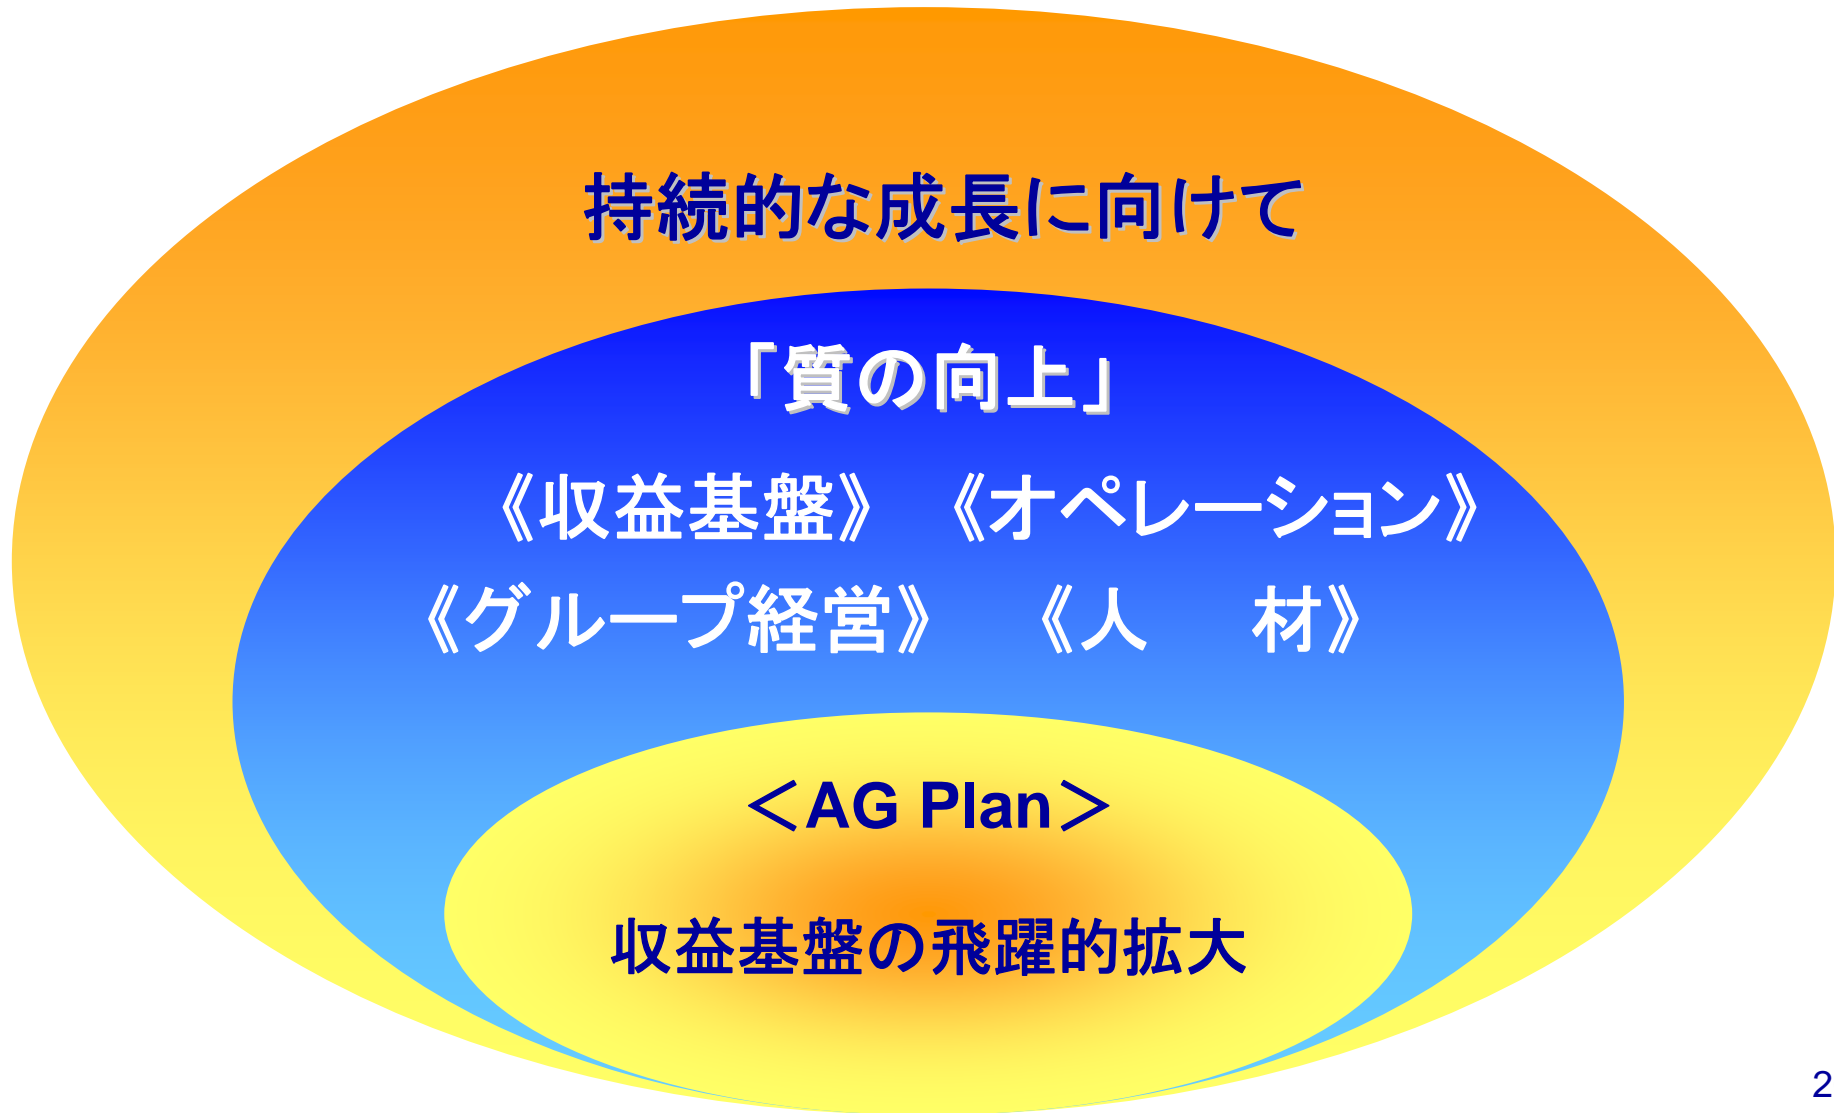 持続的な成長に向けて
「質の向上」
《収益基盤》 《オペレーション》
《グループ経営》 《人　材》
＜AG Plan＞
収益基盤の飛躍的拡大
2